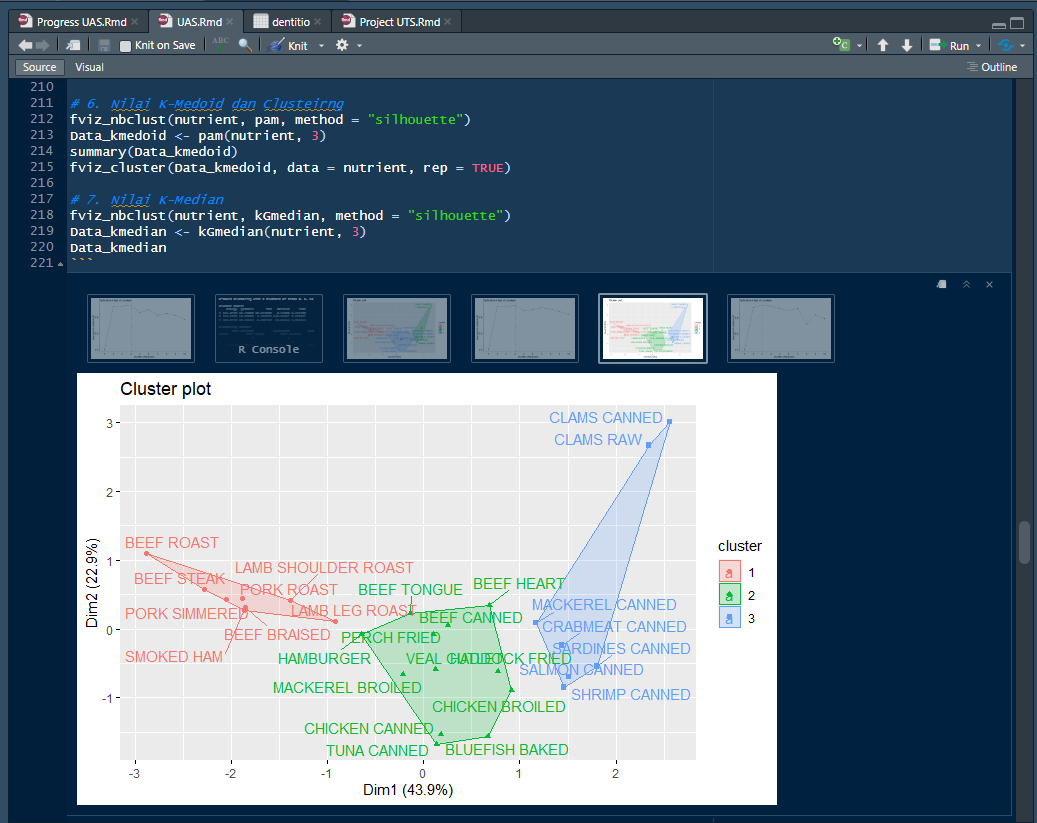 Progress UAS.Rmd
UAS.Rmd
dentitio
Project UTS.Rmd
Knit on Save
ABC
Knit
Run
Source
Visual
Outline
210
211 # 6. Nilai K-Medoid dan Clusteirng
212 fviz_nbclust(nutrient, pam, method = "silhouette")
213 Data_kmedoid <- pam(nutrient, 3)
214 summary(Data_kmedoid)
215 fviz_cluster(Data_kmedoid, data = nutrient, rep = TRUE)
216
217 # 7. Nilai K-Median
218 fviz_nbclust(nutrient, kGmedian, method = "silhouette")
219 Data_kmedian <- kGmedian(nutrient, 3)
220 Data_kmedian
221 ```
R Console
Cluster plot
CLAMS CANNED
CLAMS RAW
BEEF ROAST
LAMB SHOULDER ROAST
BEEF STEAK
PORK ROAST
BEEF TONGUE
BEEF HEART
PORK SIMMERED
LAMB LEG ROAST
BEEF CANNED
MACKEREL CANNED
BEEF BRAISED
PERCH FRIED
CRABMEAT CANNED
SMOKED HAM
HAMBURGER
VEAL CUTLET
HADDOCK FRIED
SARDINES CANNED
SALMON CANNED
MACKEREL BROILED
SHRIMP CANNED
CHICKEN BROILED
CHICKEN CANNED
TUNA CANNED
BLUEFISH BAKED
3
2
1
0
-1
Dim2 (22.9%)
-3 -2 -1 0 1 2
Dim1 (43.9%)
cluster
a 1
a 2
a 3